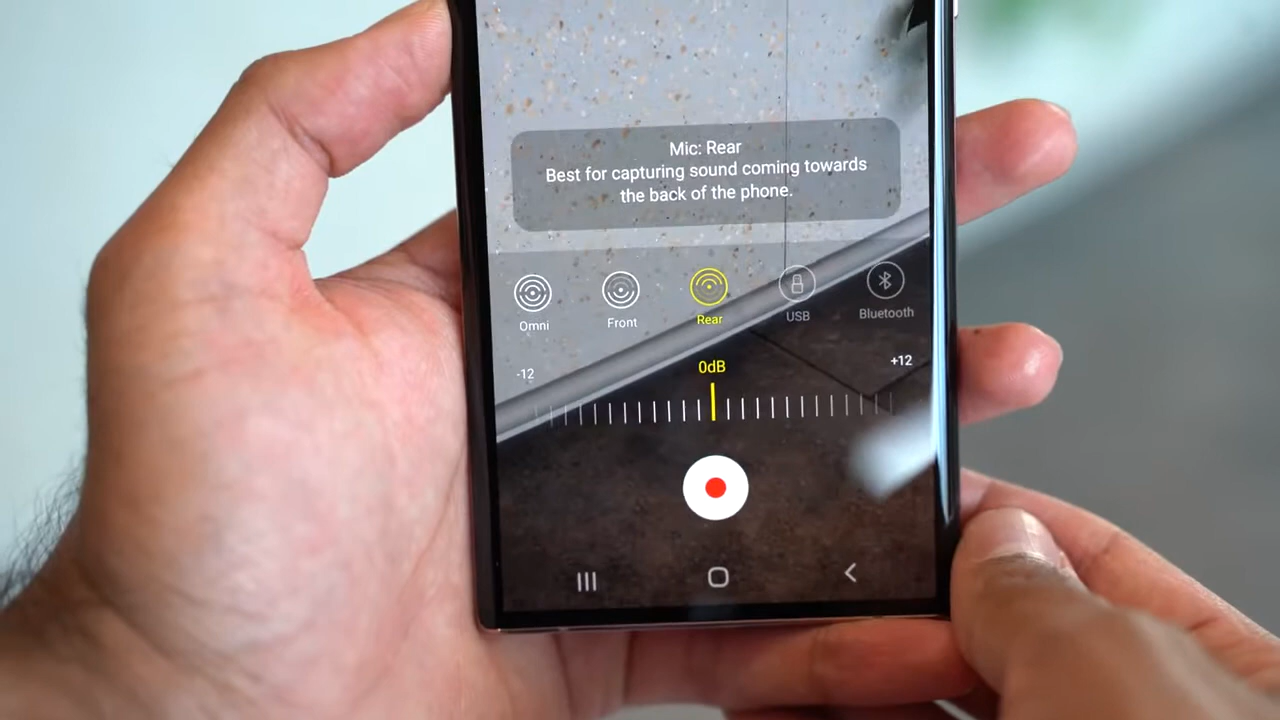 Mic: Rear
Best for capturing sound coming towards
the back of the phone.
Omni
Front
Rear
USB
Bluetooth
-12
0dB
+12